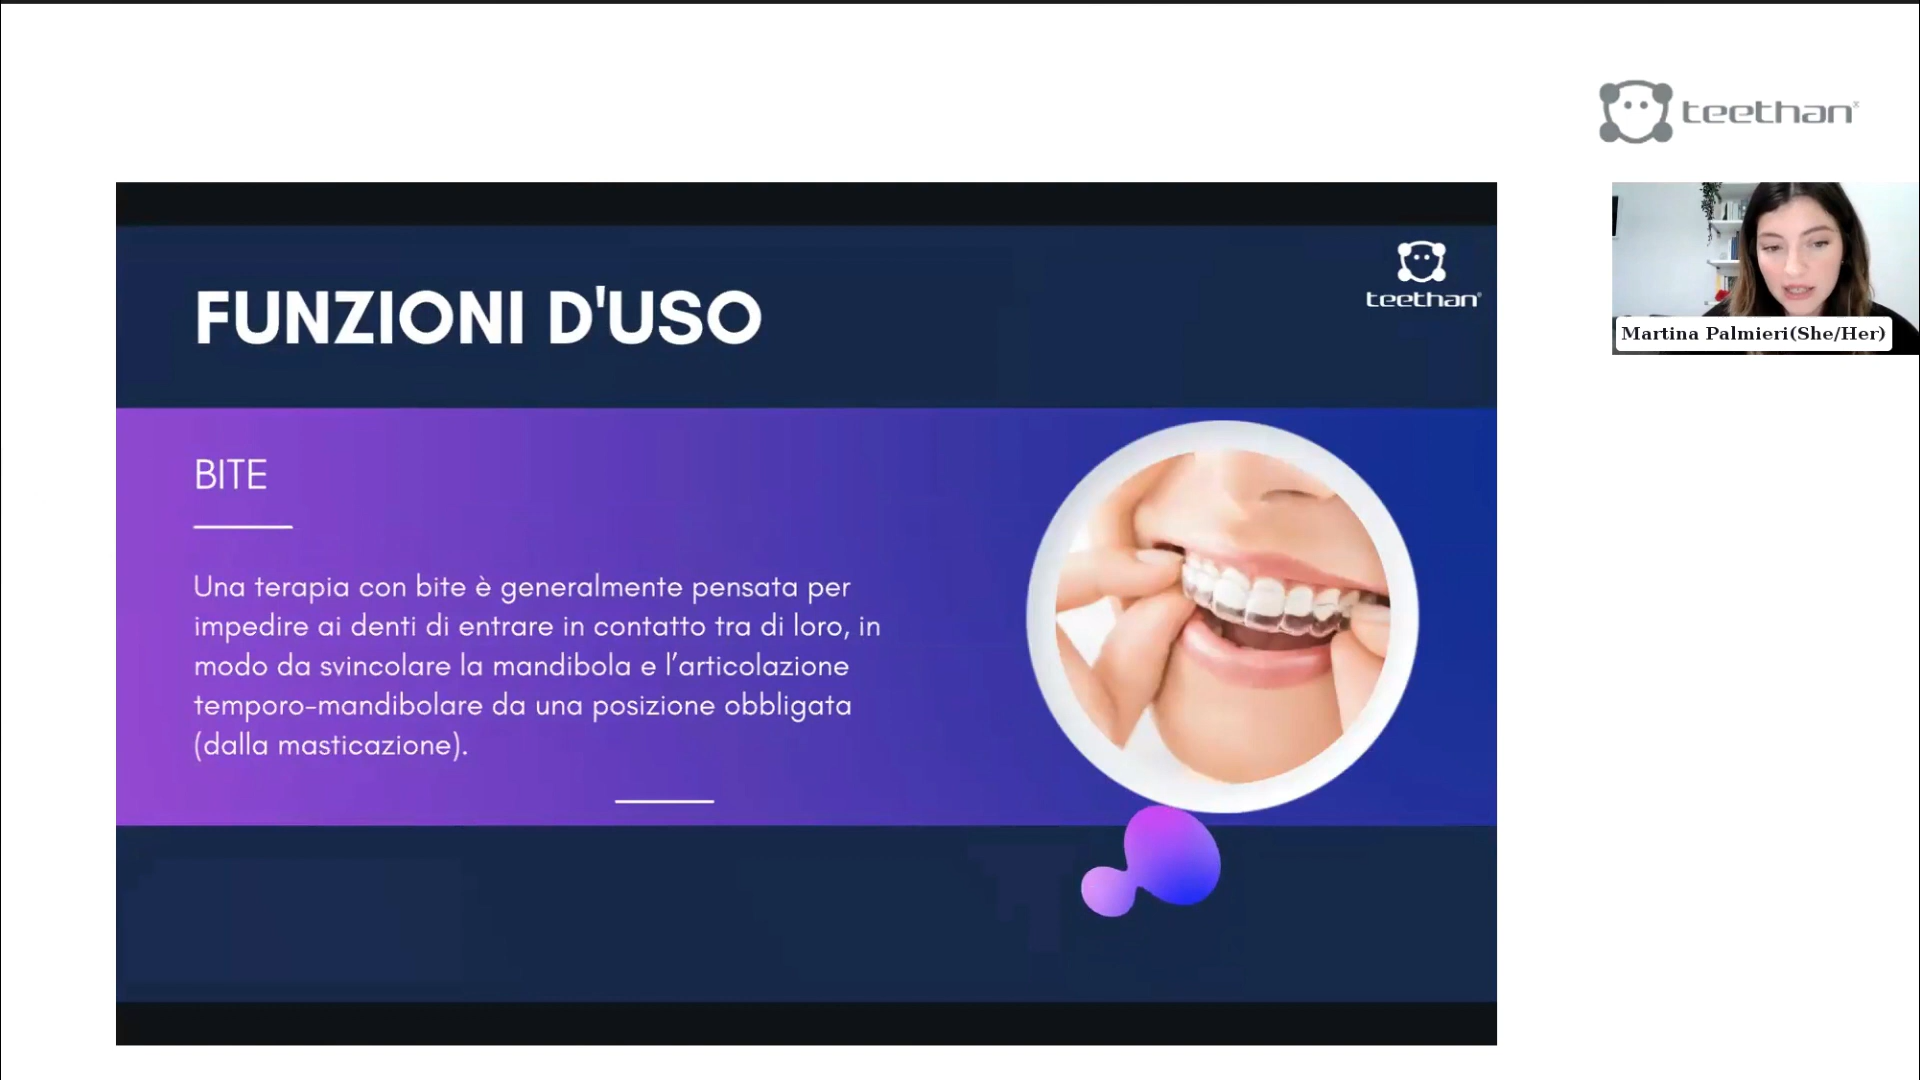 teethan
FUNZIONI D'USO
teethan
BITE
Una terapia con bite è generalmente pensata per
impedire ai denti di entrare in contatto tra di loro, in
modo da svincolare la mandibola e l’articolazione
temporo-mandibolare da una posizione obbligata
(dalla masticazione).
Martina Palmieri(She/Her)